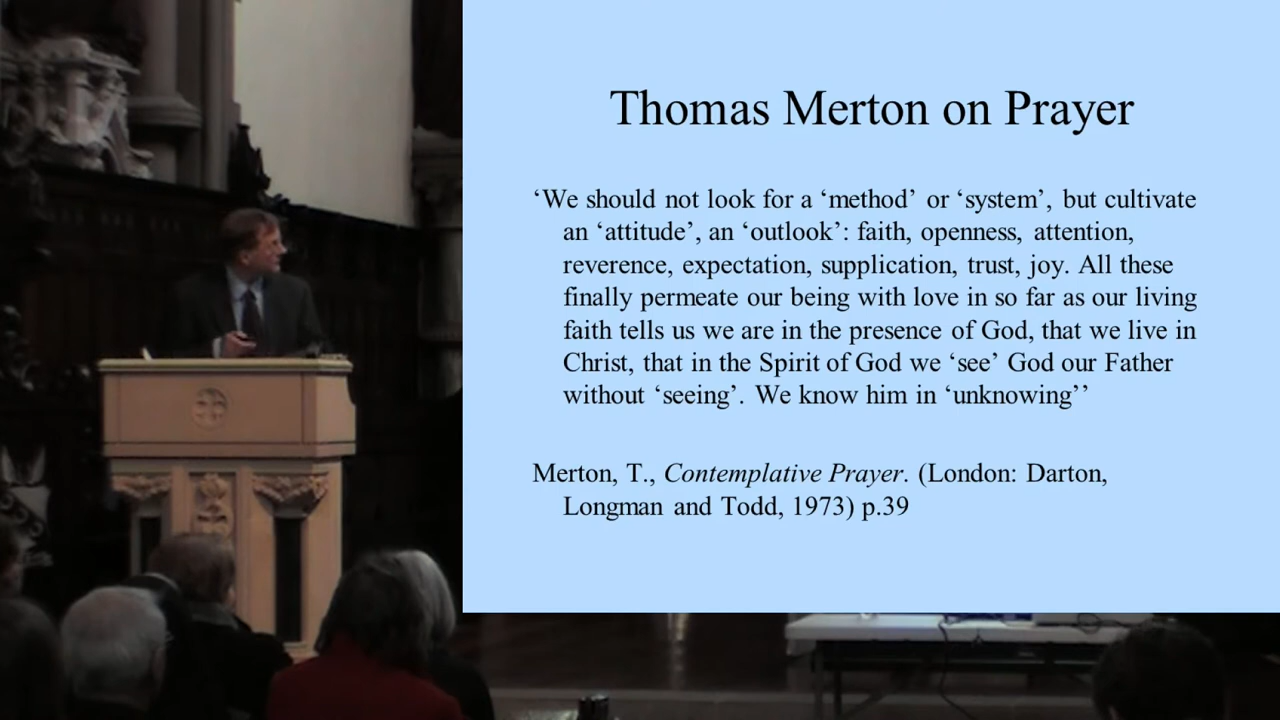 Thomas Merton on Prayer
‘We should not look for a ‘method’ or ‘system’, but cultivate
an ‘attitude’, an ‘outlook’: faith, openness, attention,
reverence, expectation, supplication, trust, joy. All these
finally permeate our being with love in so far as our living
faith tells us we are in the presence of God, that we live in
Christ, that in the Spirit of God we ‘see’ God our Father
without ‘seeing’. We know him in ‘unknowing’’
Merton, T., Contemplative Prayer. (London: Darton,
Longman and Todd, 1973) p.39